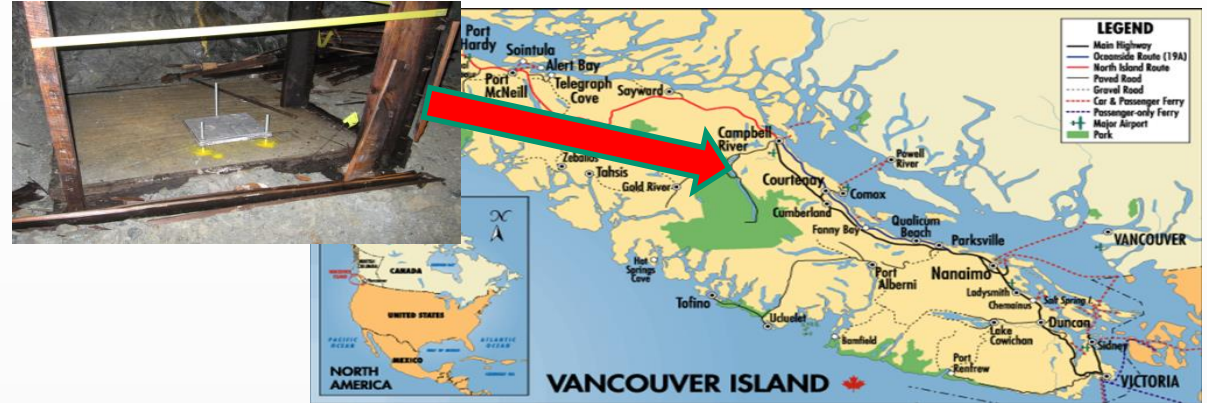 Port
Hardy
Sointula
Alert Bay
Port
McNeill
Telegraph
Cove
Sayward
Campbell
River
Powell
River
Zeballos
Tahsis
Gold River
Courtenay
Comox
Cumberland
Fanny Bay
Qualicum
Beach
Parksville
VANCOUVER
Hot
Springs
Cove
Port
Alberni
Nanaimo
Ladysmith
Chemainus
Salt Spring I.
Tofino
Ucluelet
Bamfield
Lake
Cowichan
Duncan
Sidney
Port
Renfrew
VICTORIA
VANCOUVER ISLAND
LEGEND
Main Highway
Oceanside Route (19A)
North Island Route
Paved Road
Gravel Road
Car & Passenger Ferry
Passenger-only Ferry
Major Airport
Park
CANADA
UNITED STATES
MEXICO
PACIFIC
OCEAN
ATLANTIC
OCEAN
NORTH
AMERICA